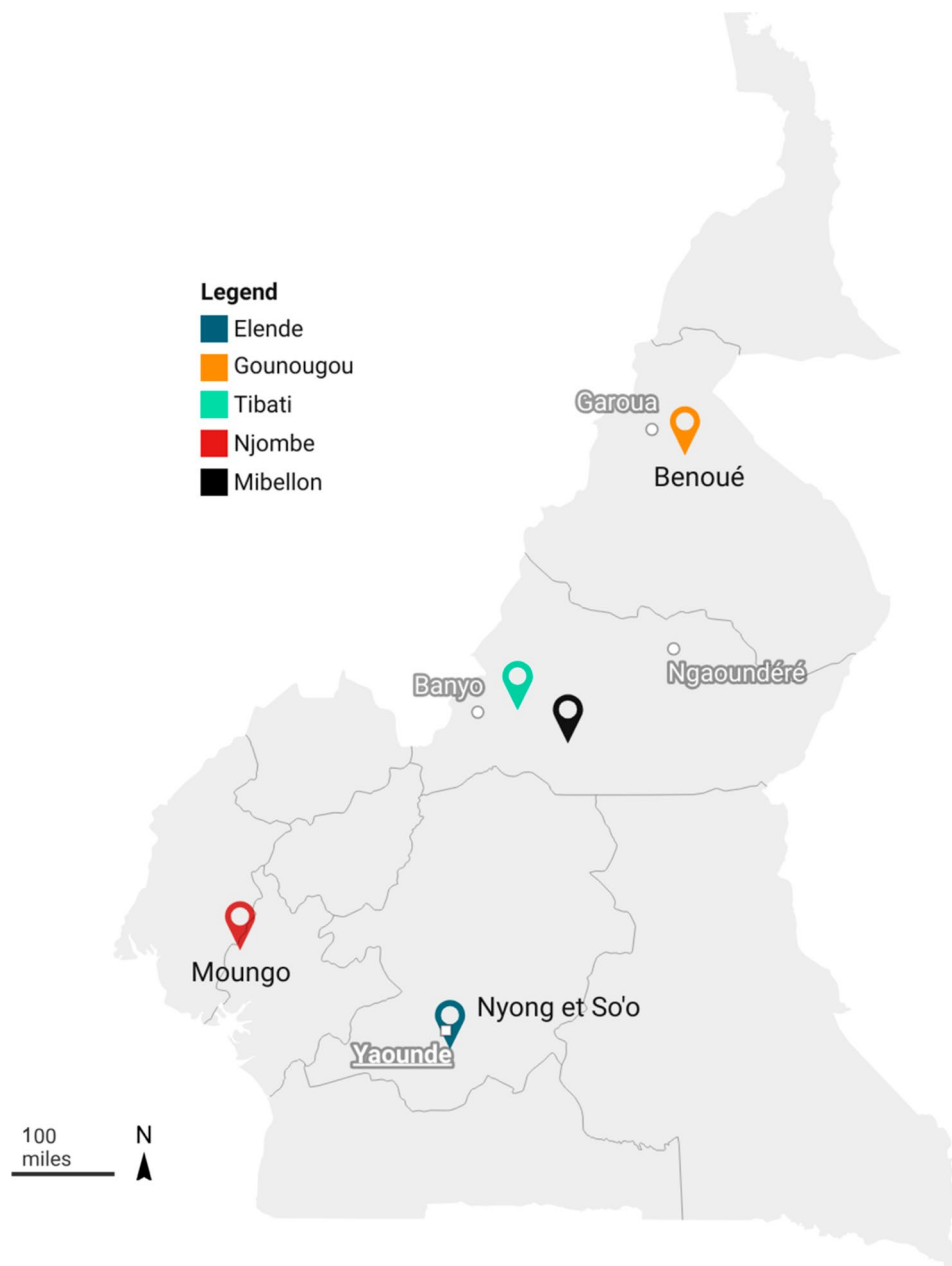 Legend
Elende
Gounougou
Tibati
Njombe
Mibellon
Garoua
Benoué
Ngaoundéré
Banyo
Moungo
Nyong et So'o
Yaounde
100
miles
N